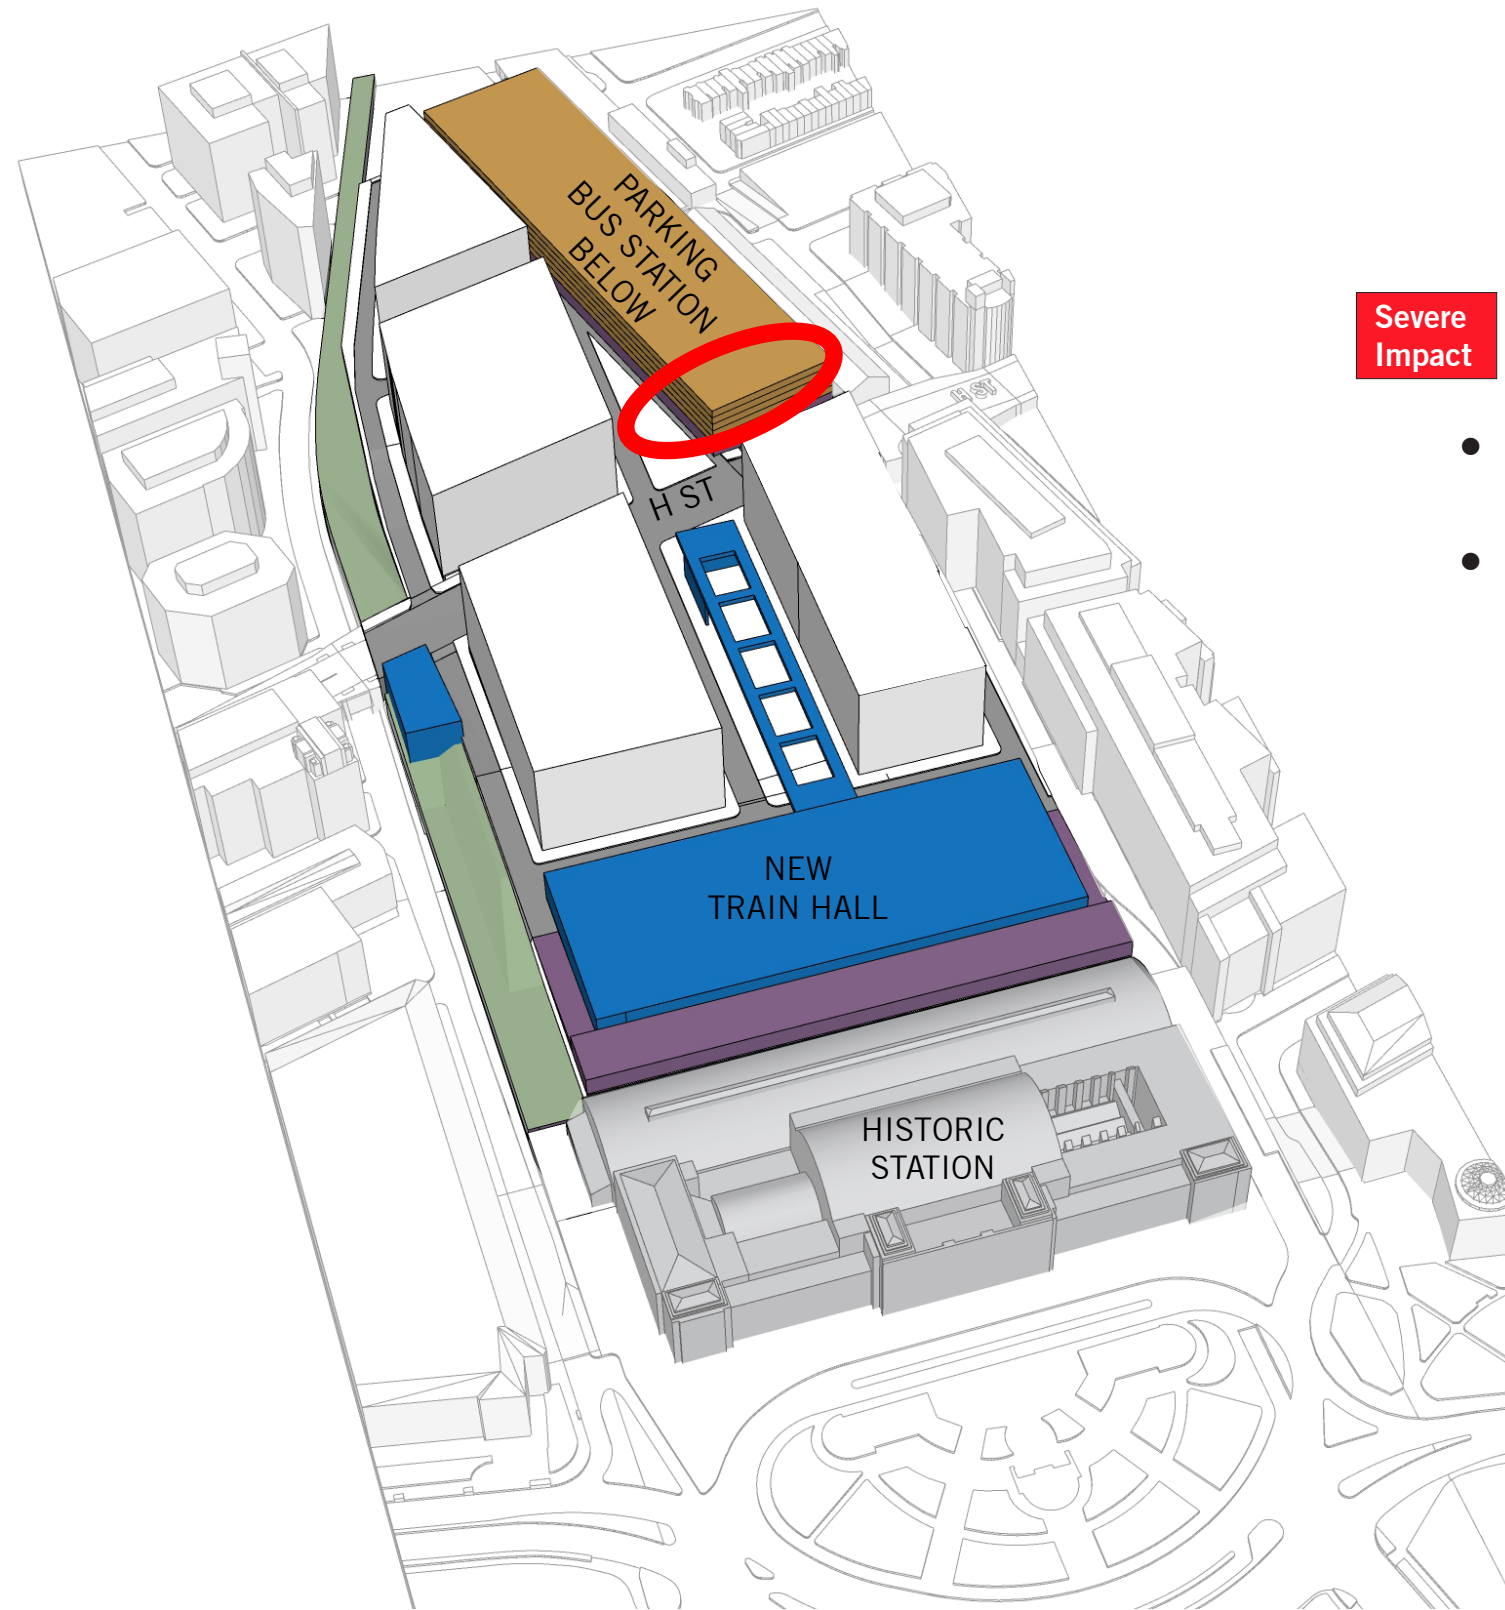 PARKING
BUS STATION
BELOW
Severe
Impact
H ST
H ST
NEW
TRAIN HALL
HISTORIC
STATION